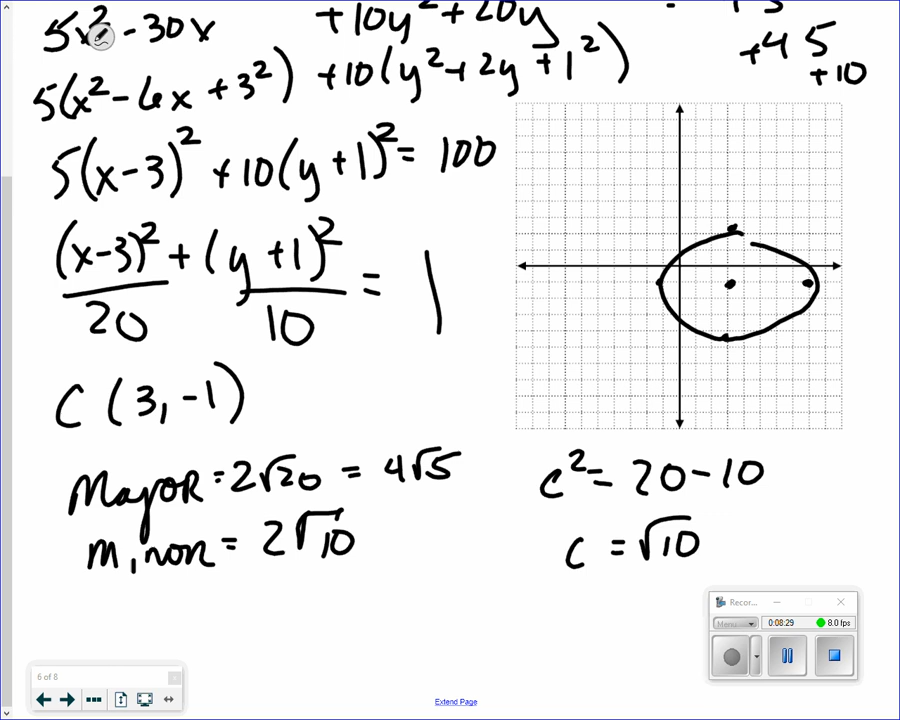 5x² - 30x + 10y² + 20y
5(x² - 6x + 3²) + 10(y² + 2y + 1²) + 45 + 10
5(x - 3)² + 10(y + 1)² = 100
(x - 3)²/20 + (y + 1)²/10 = 1
C (3, -1)
Major = 2√20 = 4√5
c² = 20 - 10
minor = 2√10
c = √10
Recor...
Menu...
0:08:29
8.0 fps
6 of 8
Extend Page